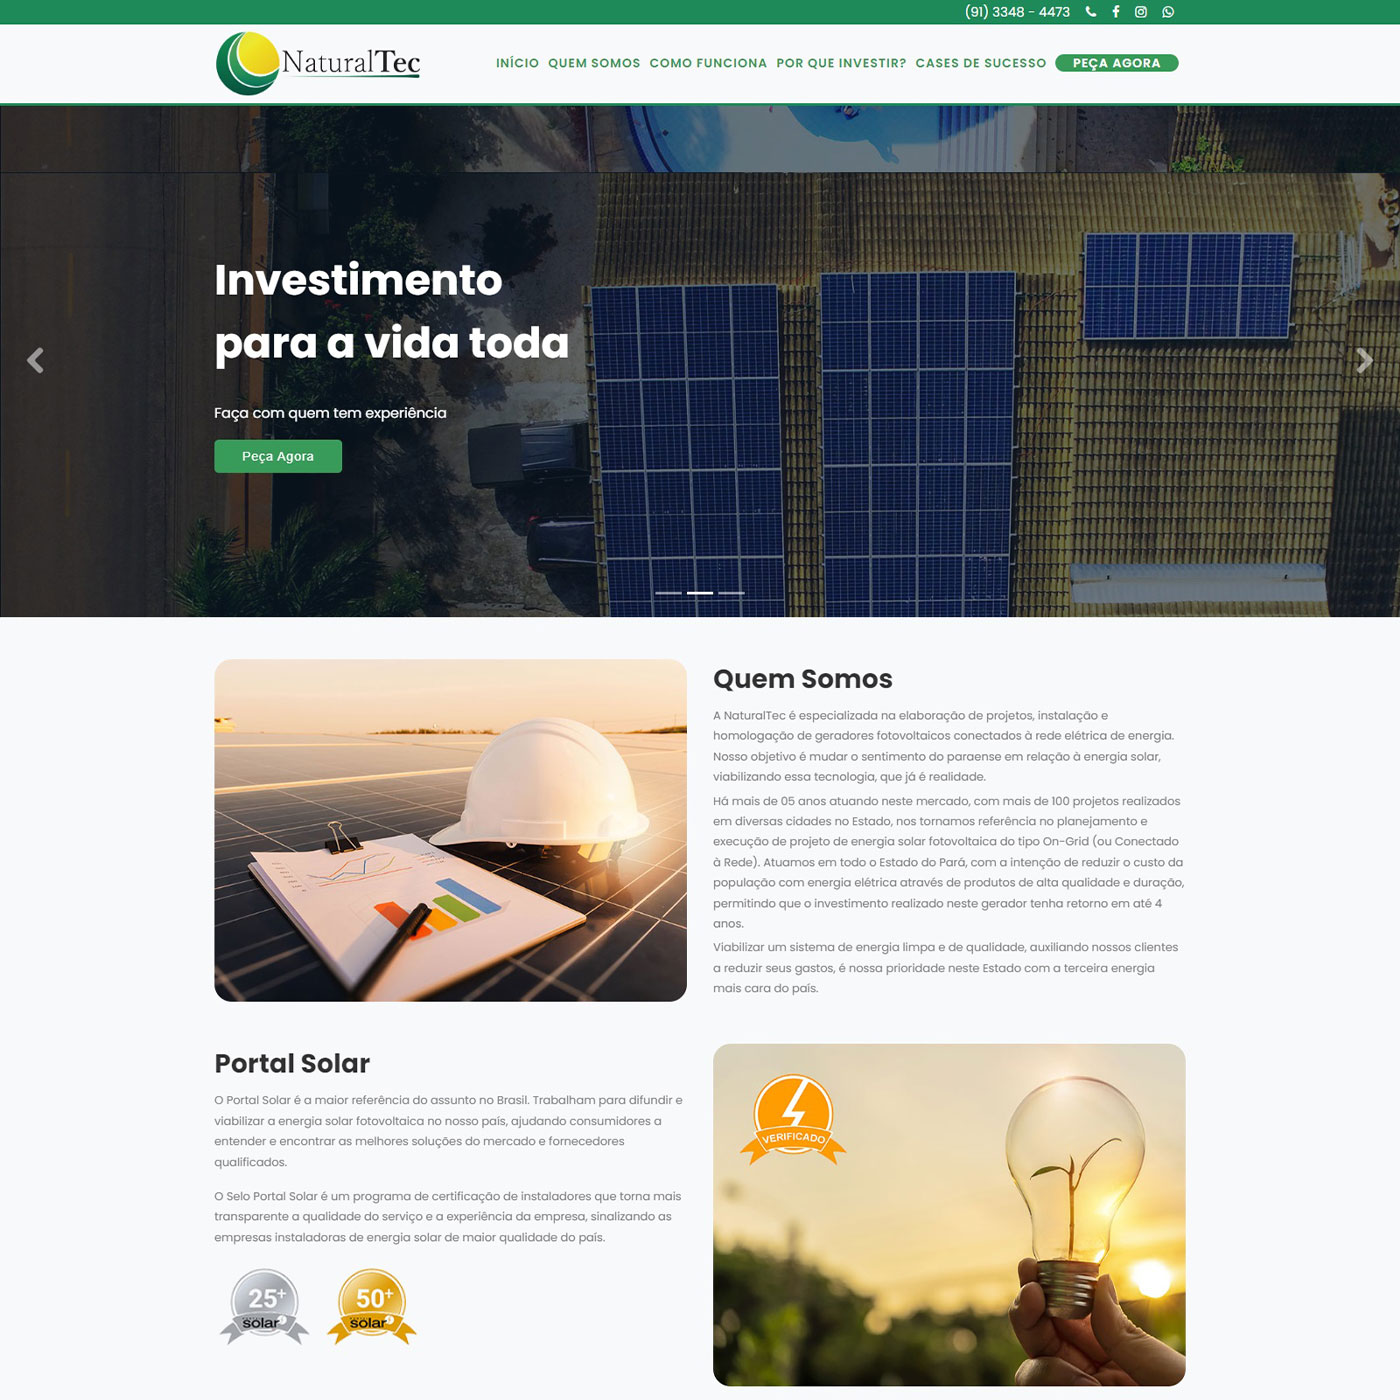 (91) 3348 - 4473
NaturalTec
INÍCIO QUEM SOMOS COMO FUNCIONA POR QUE INVESTIR? CASES DE SUCESSO PEÇA AGORA
Investimento
para a vida toda
Faça com quem tem experiência
Peça Agora
Quem Somos
A NaturalTec é especializada na elaboração de projetos, instalação e
homologação de geradores fotovoltaicos conectados à rede elétrica de energia.
Nosso objetivo é mudar o sentimento do paraense em relação à energia solar,
viabilizando essa tecnologia, que já é realidade.
Há mais de 05 anos atuando neste mercado, com mais de 100 projetos realizados
em diversas cidades no Estado, nos tornamos referência no planejamento e
execução de projeto de energia solar fotovoltaica do tipo On-Grid (ou Conectado
à Rede). Atuamos em todo o Estado do Pará, com a intenção de reduzir o custo da
população com energia elétrica através de produtos de alta qualidade e duração,
permitindo que o investimento realizado neste gerador tenha retorno em até 4
anos.
Viabilizar um sistema de energia limpa e de qualidade, auxiliando nossos clientes
a reduzir seus gastos, é nossa prioridade neste Estado com a terceira energia
mais cara do país.
Portal Solar
O Portal Solar é a maior referência do assunto no Brasil. Trabalham para difundir e
viabilizar a energia solar fotovoltaica no nosso país, ajudando consumidores a
entender e encontrar as melhores soluções do mercado e fornecedores
qualificados.
O Selo Portal Solar é um programa de certificação de instaladores que torna mais
transparente a qualidade do serviço e a experiência da empresa, sinalizando as
empresas instaladoras de energia solar de maior qualidade do país.
25+
solar
50+
solar
VERIFICADO